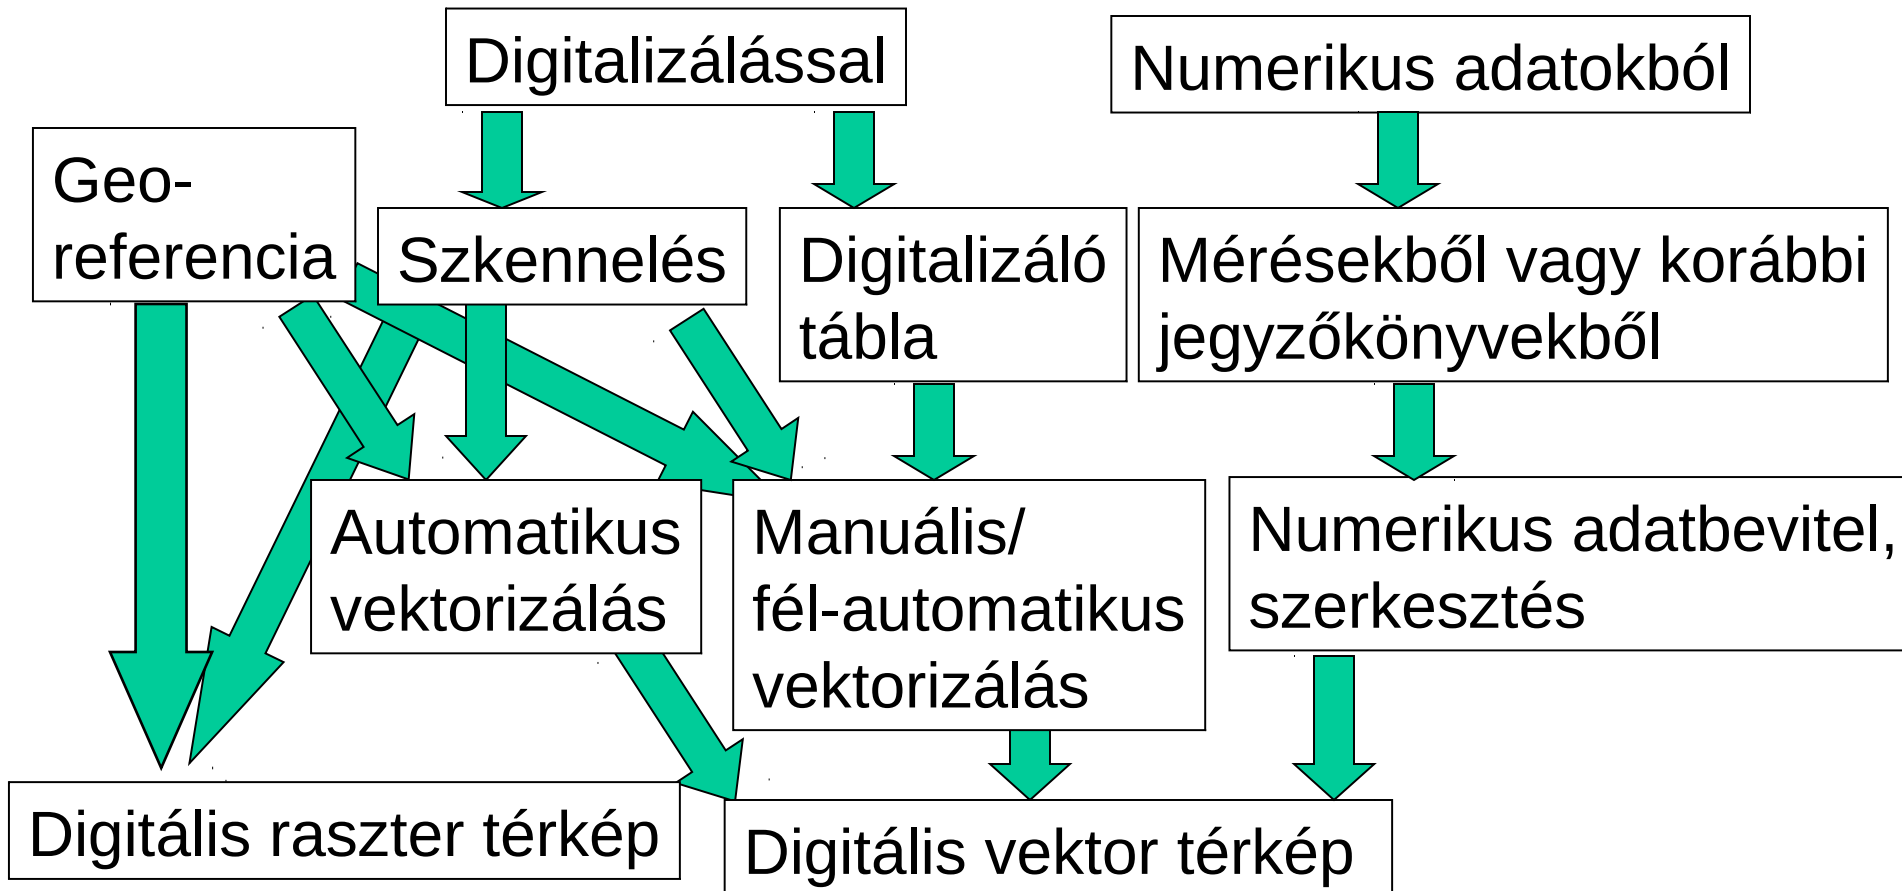 Digitalizálással
Numerikus adatokból
Geo-
referencia
Szkennelés
Digitalizáló
tábla
Mérésekből vagy korábbi
jegyzőkönyvekből
Automatikus
vektorizálás
Manuális/
fél-automatikus
vektorizálás
Numerikus adatbevitel,
szerkesztés
Digitális raszter térkép
Digitális vektor térkép